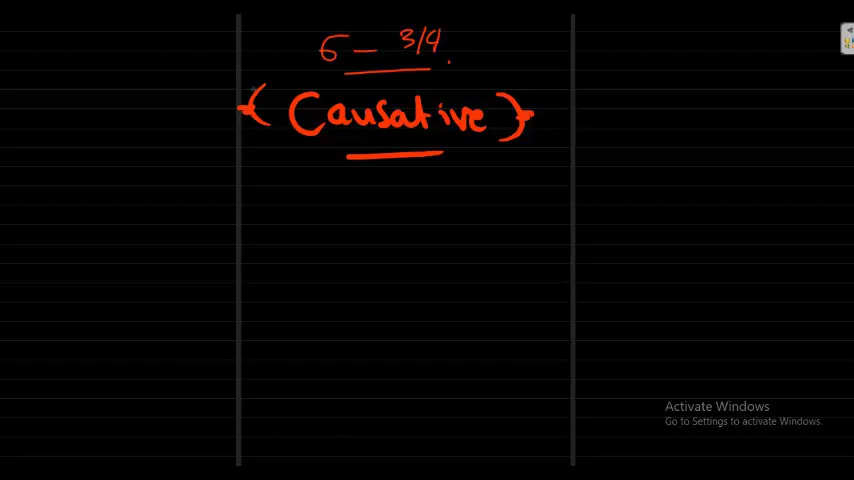 6 - 3/4.
{ Causative }
Activate Windows
Go to Settings to activate Windows.